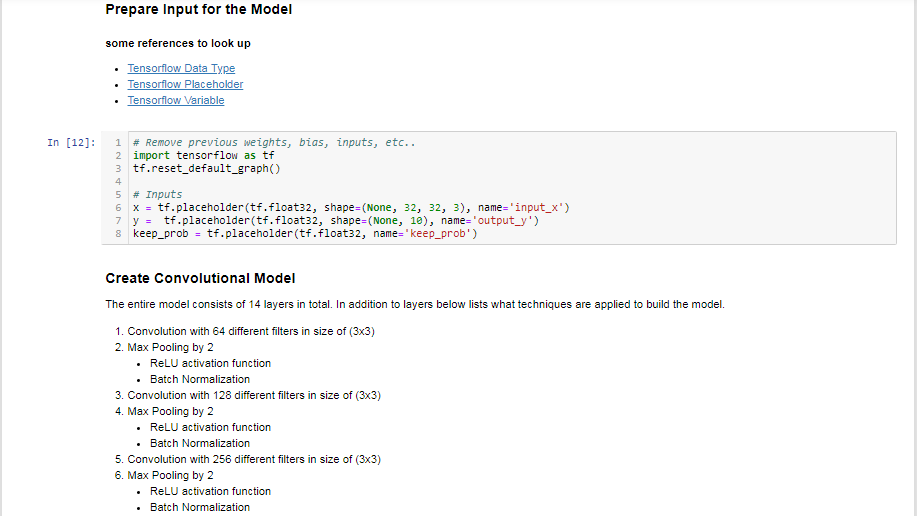 Prepare Input for the Model
some references to look up
Tensorflow Data Type
Tensorflow Placeholder
Tensorflow Variable
In [12]:
1 # Remove previous weights, bias, inputs, etc..
2 import tensorflow as tf
3 tf.reset_default_graph()
4
5 # Inputs
6 x = tf.placeholder(tf.float32, shape=(None, 32, 32, 3), name='input_x')
7 y =  tf.placeholder(tf.float32, shape=(None, 10), name='output_y')
8 keep_prob = tf.placeholder(tf.float32, name='keep_prob')
Create Convolutional Model
The entire model consists of 14 layers in total. In addition to layers below lists what techniques are applied to build the model.
1. Convolution with 64 different filters in size of (3x3)
2. Max Pooling by 2
• ReLU activation function
• Batch Normalization
3. Convolution with 128 different filters in size of (3x3)
4. Max Pooling by 2
• ReLU activation function
• Batch Normalization
5. Convolution with 256 different filters in size of (3x3)
6. Max Pooling by 2
• ReLU activation function
• Batch Normalization